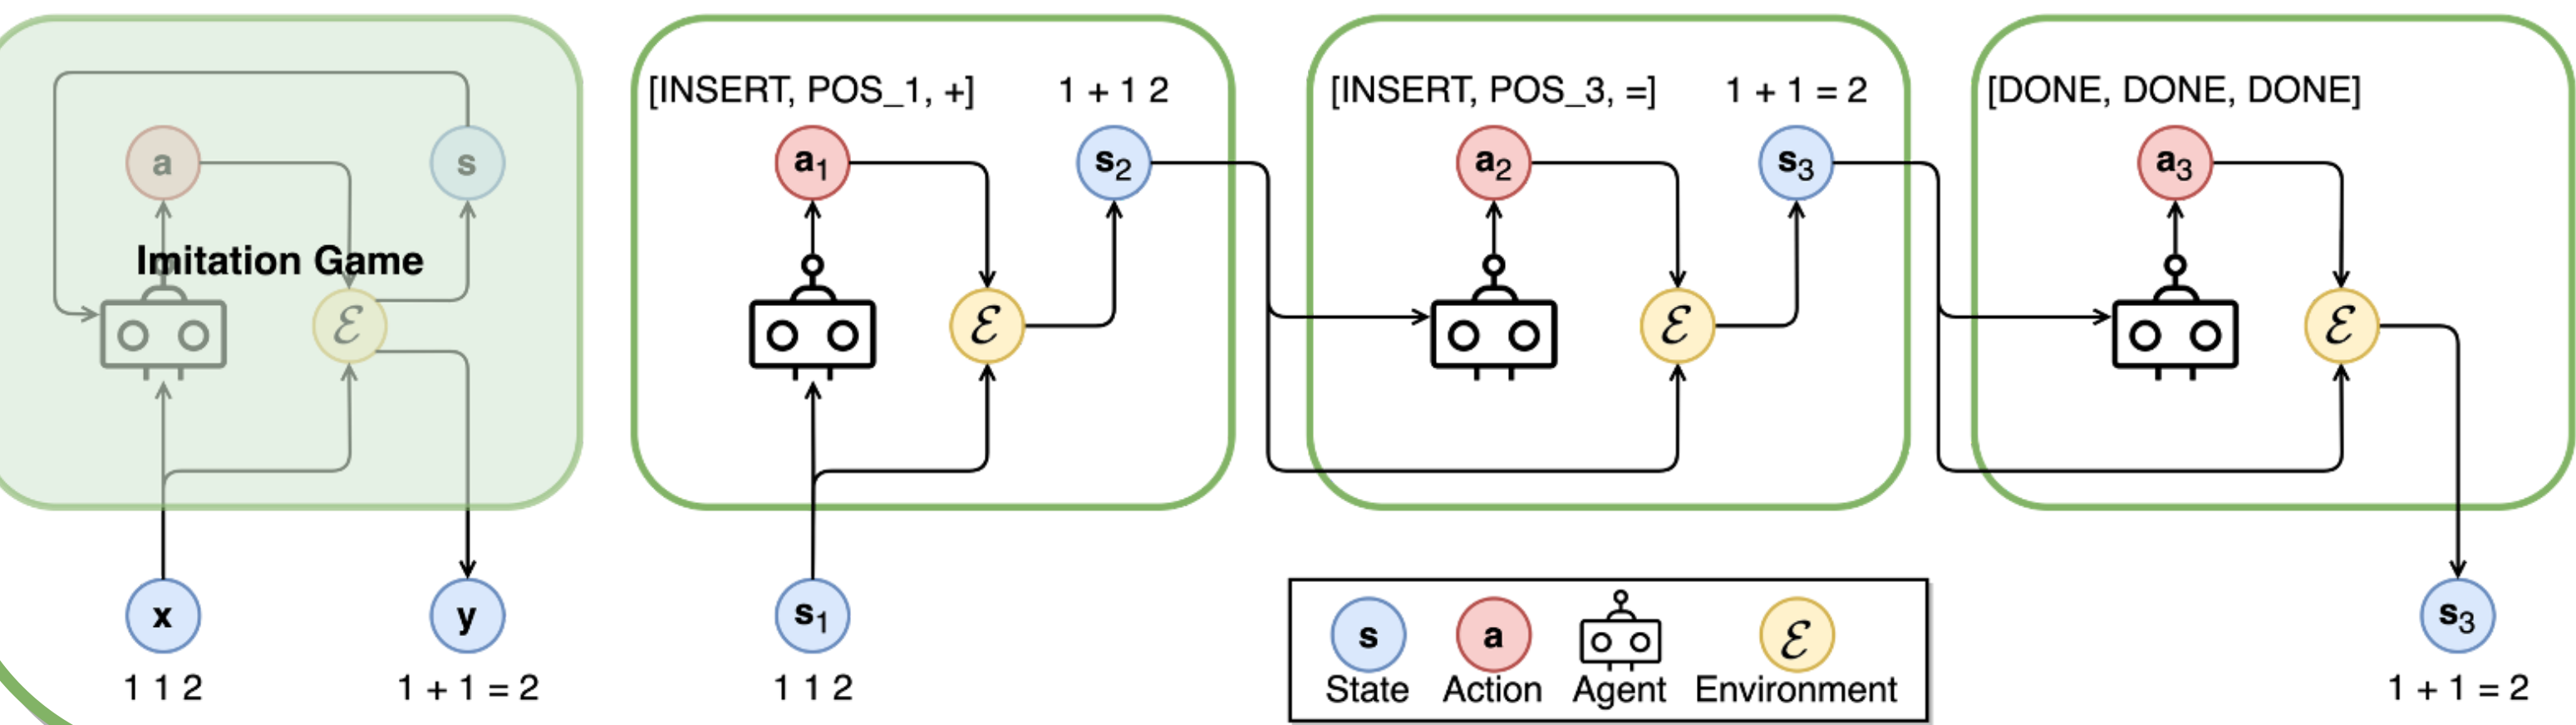 Imitation Game
a
s
ℰ
x
y
1 1 2
1 + 1 = 2
[INSERT, POS_1, +]
1 + 1 2
a1
s2
ℰ
s1
1 1 2
[INSERT, POS_3, =]
1 + 1 = 2
a2
s3
ℰ
[DONE, DONE, DONE]
a3
ℰ
s3
1 + 1 = 2
s
a
ℰ
State
Action
Agent
Environment